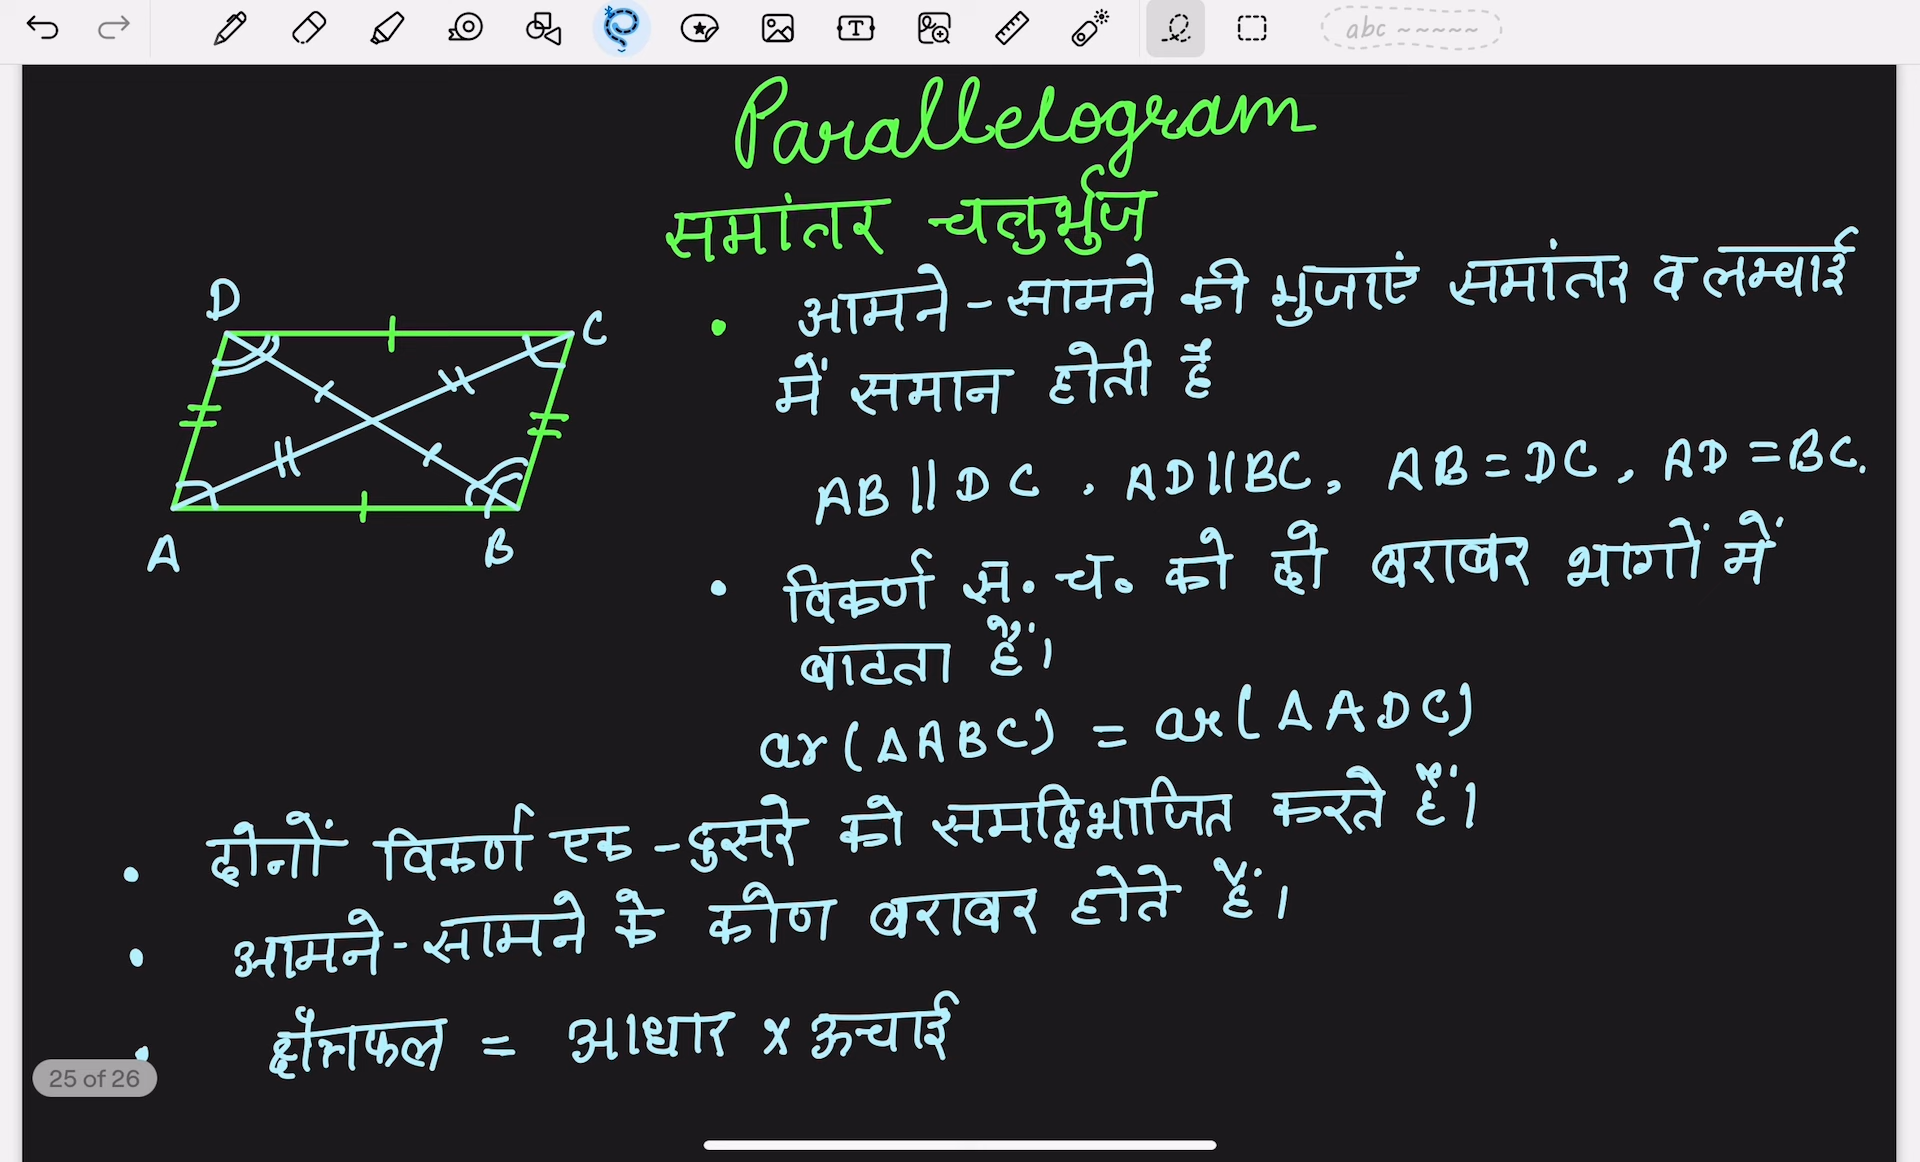 abc ~~~~~
Parallelogram
समांतर चतुर्भुज
D
C
A
B
• आमने-सामने की भुजाएं समांतर व लम्बाई
में समान होती हैं
AB || DC , AD || BC, AB = DC, AD = BC.
• विकर्ण स. च. को दो बराबर भागों में
बाटता हैं।
ar (ΔABC) = ar (ΔADC)
• दोनों विकर्ण एक-दुसरे को समद्विभाजित करते हैं।
• आमने-सामने के कोण बराबर होते हैं।
• क्षेत्रफल = आधार × ऊचाई
25 of 26